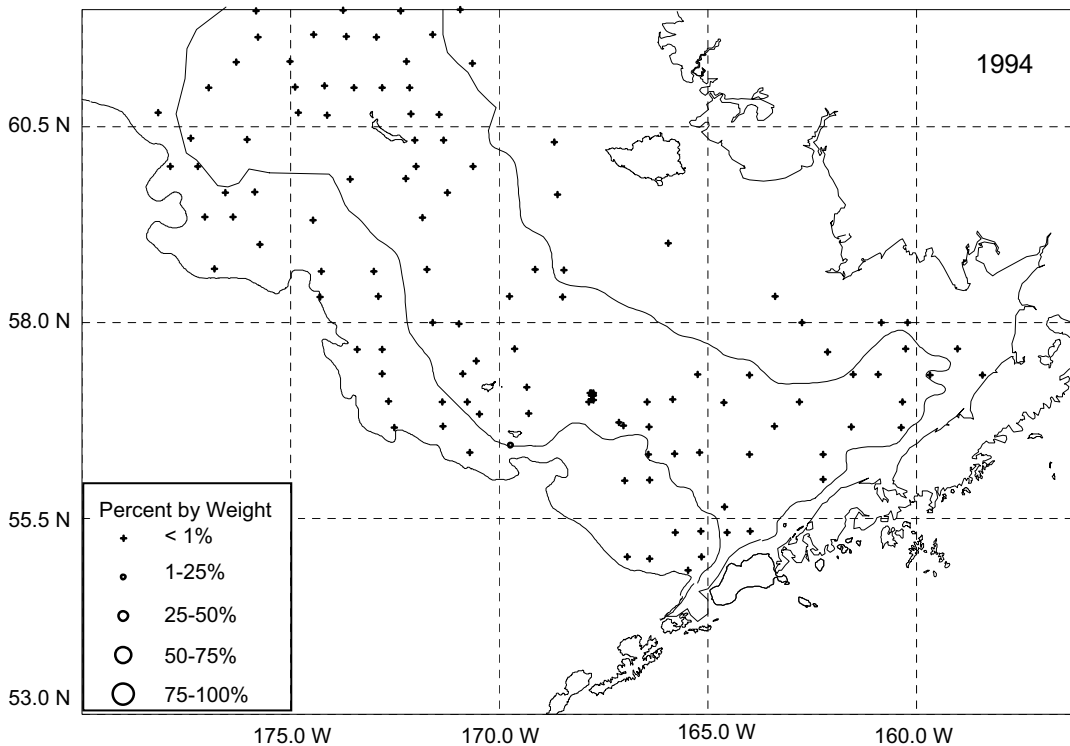 1994
60.5 N
58.0 N
55.5 N
53.0 N
Percent by Weight
< 1%
1-25%
25-50%
50-75%
75-100%
175.0 W
170.0 W
165.0 W
160.0 W